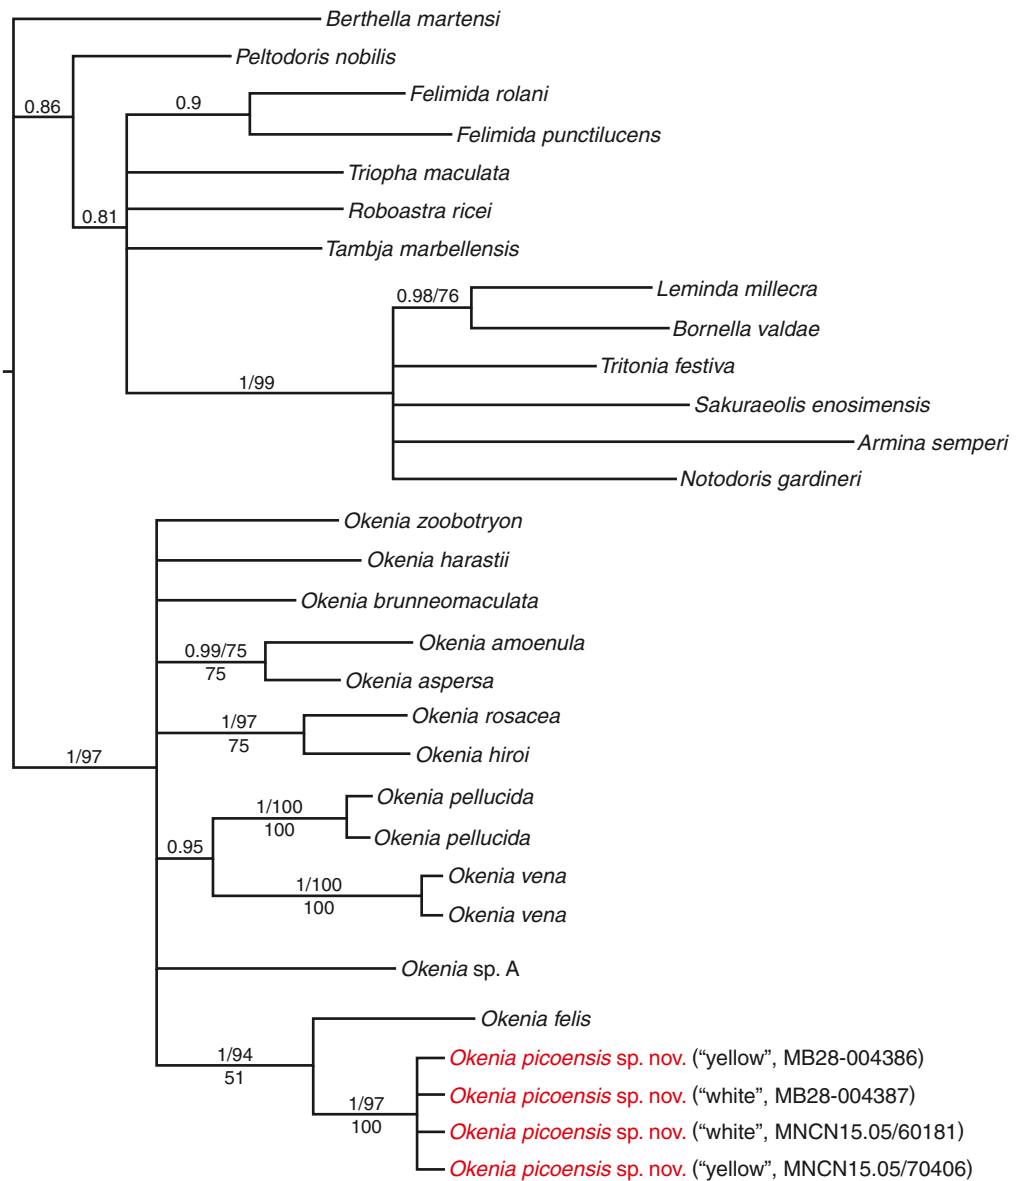 Berthella martensi
Peltodoris nobilis
Felimida rolani
0.9
0.86
Felimida punctilucens
Triopha maculata
Roboastra ricei
0.81
Tambja marbellensis
Leminda millecra
0.98/76
Bornella valdae
Tritonia festiva
1/99
Sakuraeolis enosimensis
Armina semperi
Notodoris gardineri
Okenia zoobotryon
Okenia harastii
Okenia brunneomaculata
Okenia amoenula
0.99/75
75
Okenia aspersa
Okenia rosacea
1/97
75
Okenia hiroi
1/97
Okenia pellucida
1/100
100
Okenia pellucida
0.95
Okenia vena
1/100
100
Okenia vena
Okenia sp. A
Okenia felis
1/94
51
Okenia picoensis sp. nov. (“yellow”, MB28-004386)
Okenia picoensis sp. nov. (“white”, MB28-004387)
1/97
100
Okenia picoensis sp. nov. (“white”, MNCN15.05/60181)
Okenia picoensis sp. nov. (“yellow”, MNCN15.05/70406)